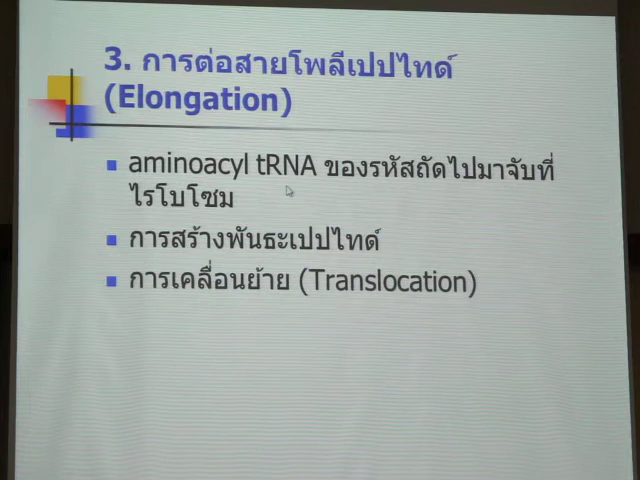 3. การต่อสายโพลีเปปไทด์
(Elongation)
aminoacyl tRNA ของรหัสถัดไปมาจับที่
ไรโบโซม
การสร้างพันธะเปปไทด์
การเคลื่อนย้าย (Translocation)